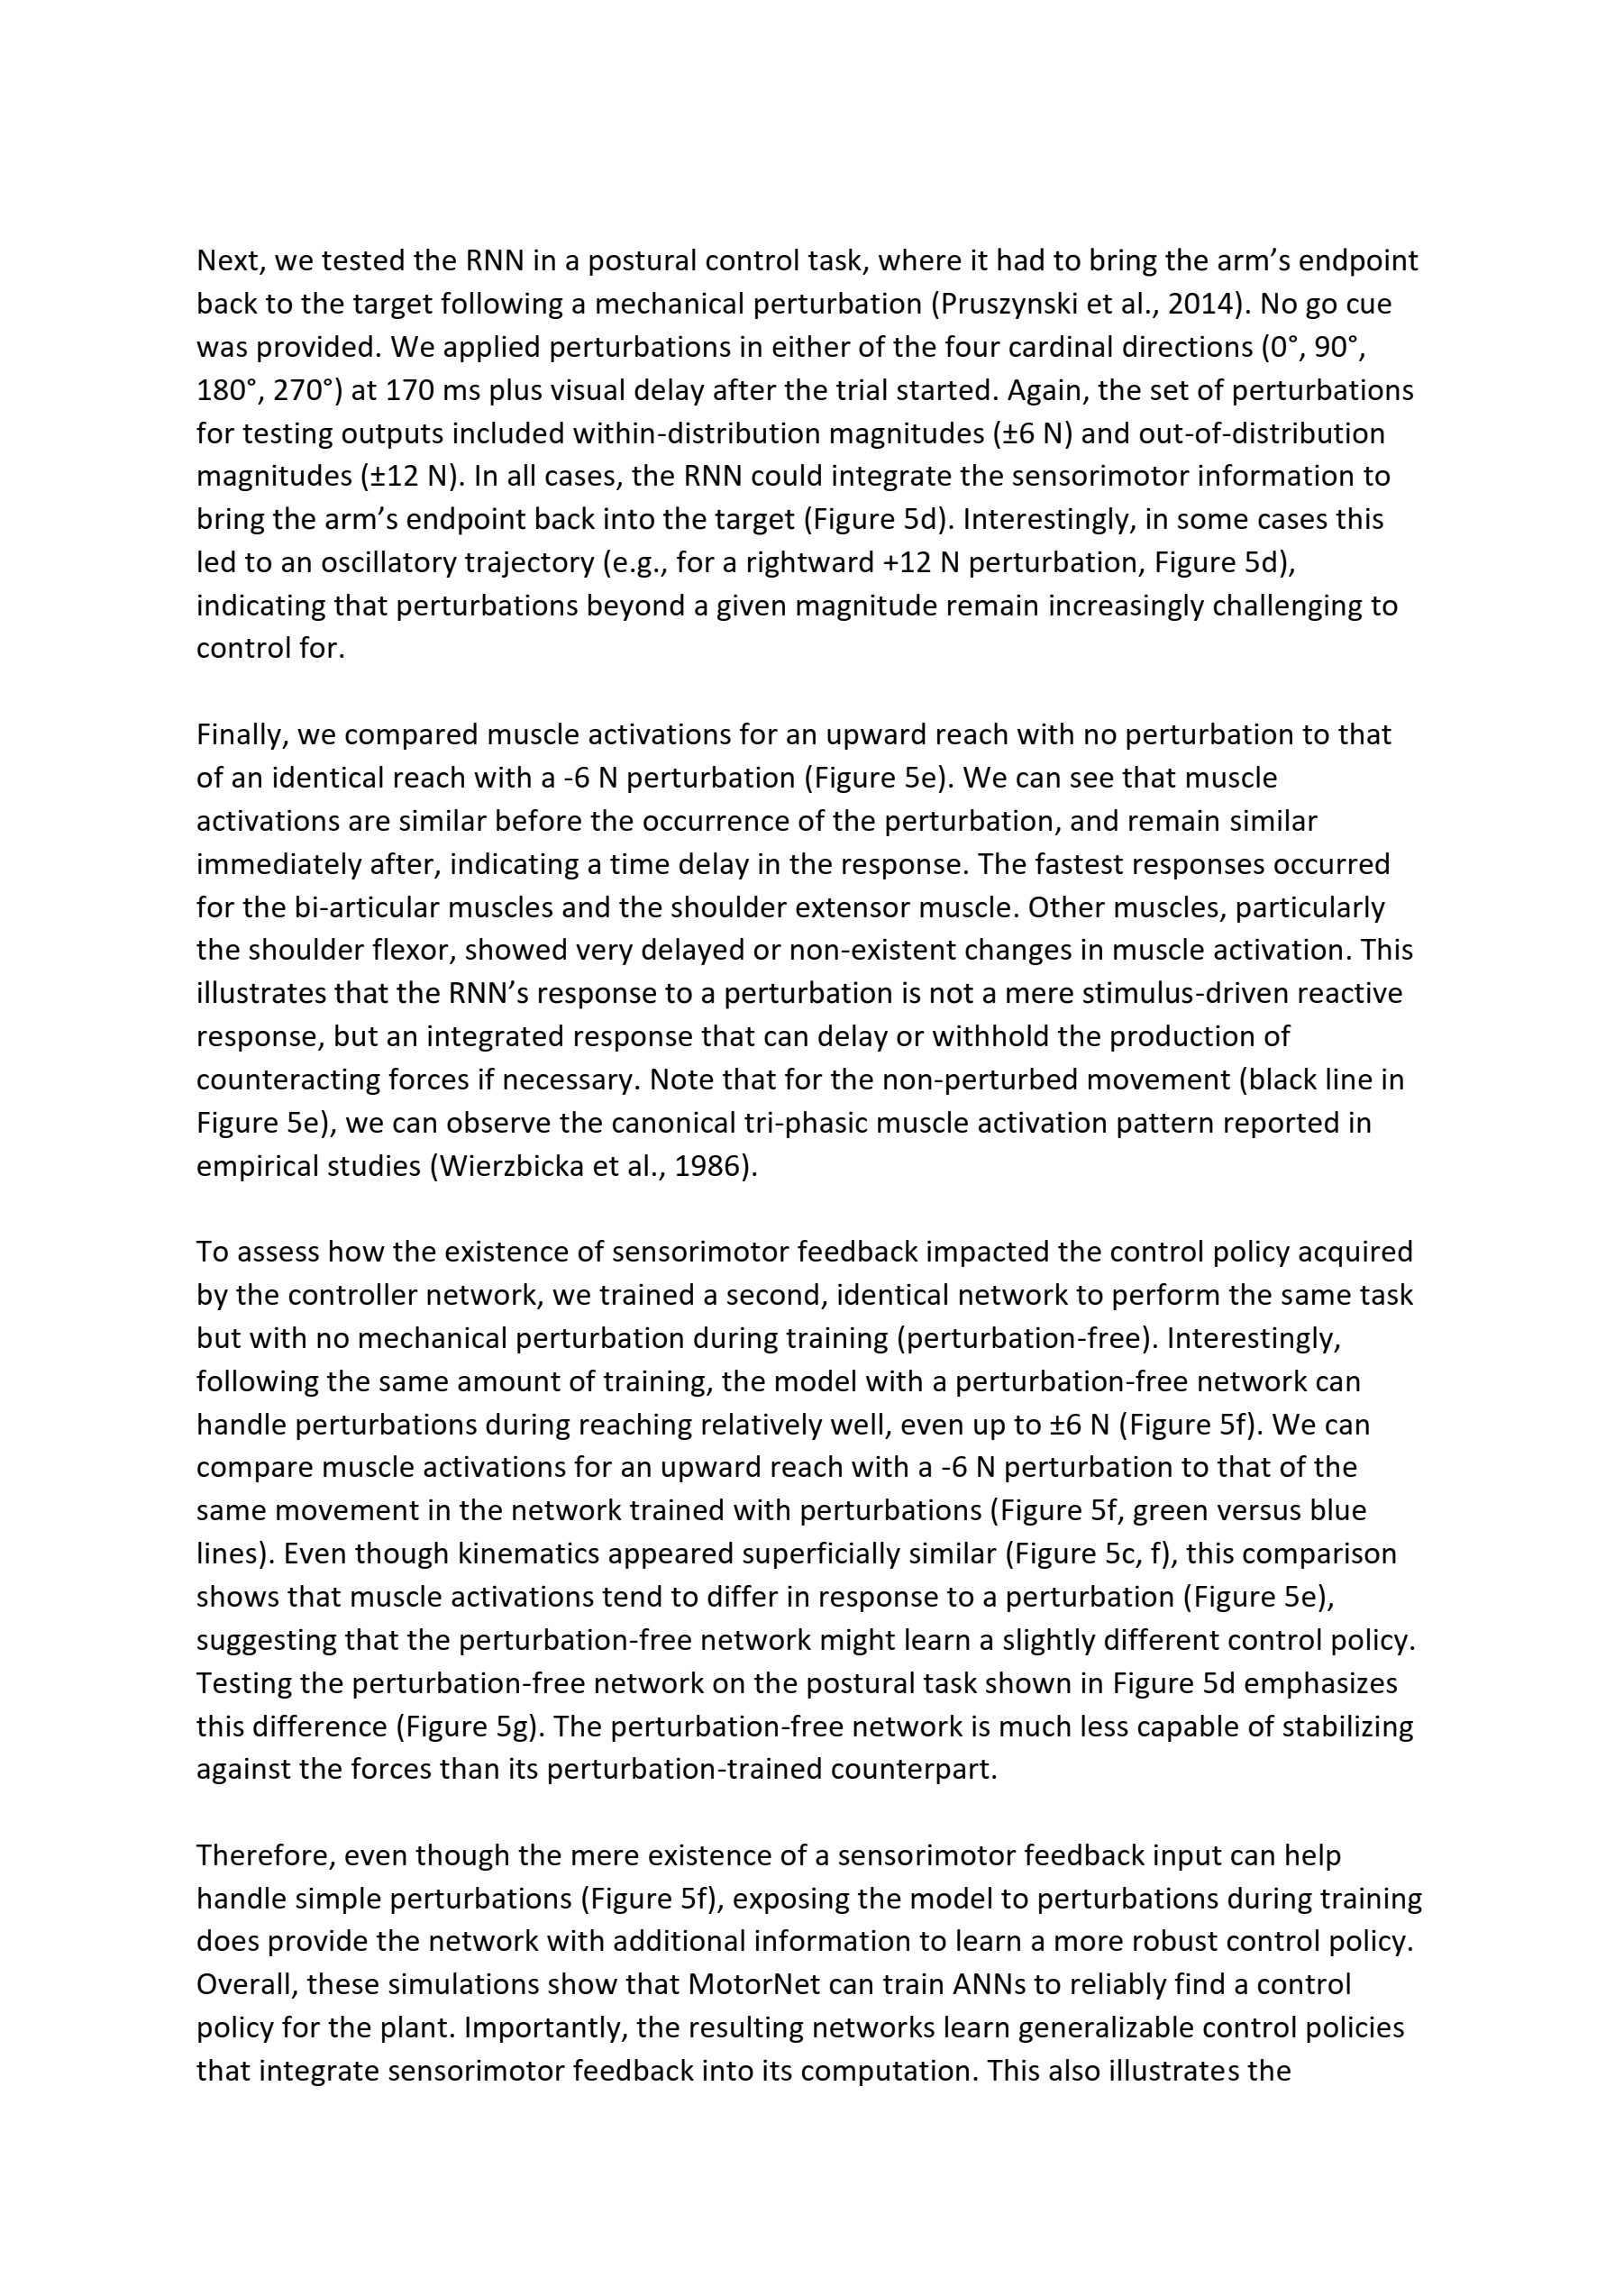 Next, we tested the RNN in a postural control task, where it had to bring the arm’s endpoint
back to the target following a mechanical perturbation (Pruszynski et al., 2014). No go cue
was provided. We applied perturbations in either of the four cardinal directions (0°, 90°,
180°, 270°) at 170 ms plus visual delay after the trial started. Again, the set of perturbations
for testing outputs included within-distribution magnitudes (±6 N) and out-of-distribution
magnitudes (±12 N). In all cases, the RNN could integrate the sensorimotor information to
bring the arm’s endpoint back into the target (Figure 5d). Interestingly, in some cases this
led to an oscillatory trajectory (e.g., for a rightward +12 N perturbation, Figure 5d),
indicating that perturbations beyond a given magnitude remain increasingly challenging to
control for.
Finally, we compared muscle activations for an upward reach with no perturbation to that
of an identical reach with a -6 N perturbation (Figure 5e). We can see that muscle
activations are similar before the occurrence of the perturbation, and remain similar
immediately after, indicating a time delay in the response. The fastest responses occurred
for the bi-articular muscles and the shoulder extensor muscle. Other muscles, particularly
the shoulder flexor, showed very delayed or non-existent changes in muscle activation. This
illustrates that the RNN’s response to a perturbation is not a mere stimulus-driven reactive
response, but an integrated response that can delay or withhold the production of
counteracting forces if necessary. Note that for the non-perturbed movement (black line in
Figure 5e), we can observe the canonical tri-phasic muscle activation pattern reported in
empirical studies (Wierzbicka et al., 1986).
To assess how the existence of sensorimotor feedback impacted the control policy acquired
by the controller network, we trained a second, identical network to perform the same task
but with no mechanical perturbation during training (perturbation-free). Interestingly,
following the same amount of training, the model with a perturbation-free network can
handle perturbations during reaching relatively well, even up to ±6 N (Figure 5f). We can
compare muscle activations for an upward reach with a -6 N perturbation to that of the
same movement in the network trained with perturbations (Figure 5f, green versus blue
lines). Even though kinematics appeared superficially similar (Figure 5c, f), this comparison
shows that muscle activations tend to differ in response to a perturbation (Figure 5e),
suggesting that the perturbation-free network might learn a slightly different control policy.
Testing the perturbation-free network on the postural task shown in Figure 5d emphasizes
this difference (Figure 5g). The perturbation-free network is much less capable of stabilizing
against the forces than its perturbation-trained counterpart.
Therefore, even though the mere existence of a sensorimotor feedback input can help
handle simple perturbations (Figure 5f), exposing the model to perturbations during training
does provide the network with additional information to learn a more robust control policy.
Overall, these simulations show that MotorNet can train ANNs to reliably find a control
policy for the plant. Importantly, the resulting networks learn generalizable control policies
that integrate sensorimotor feedback into its computation. This also illustrates the